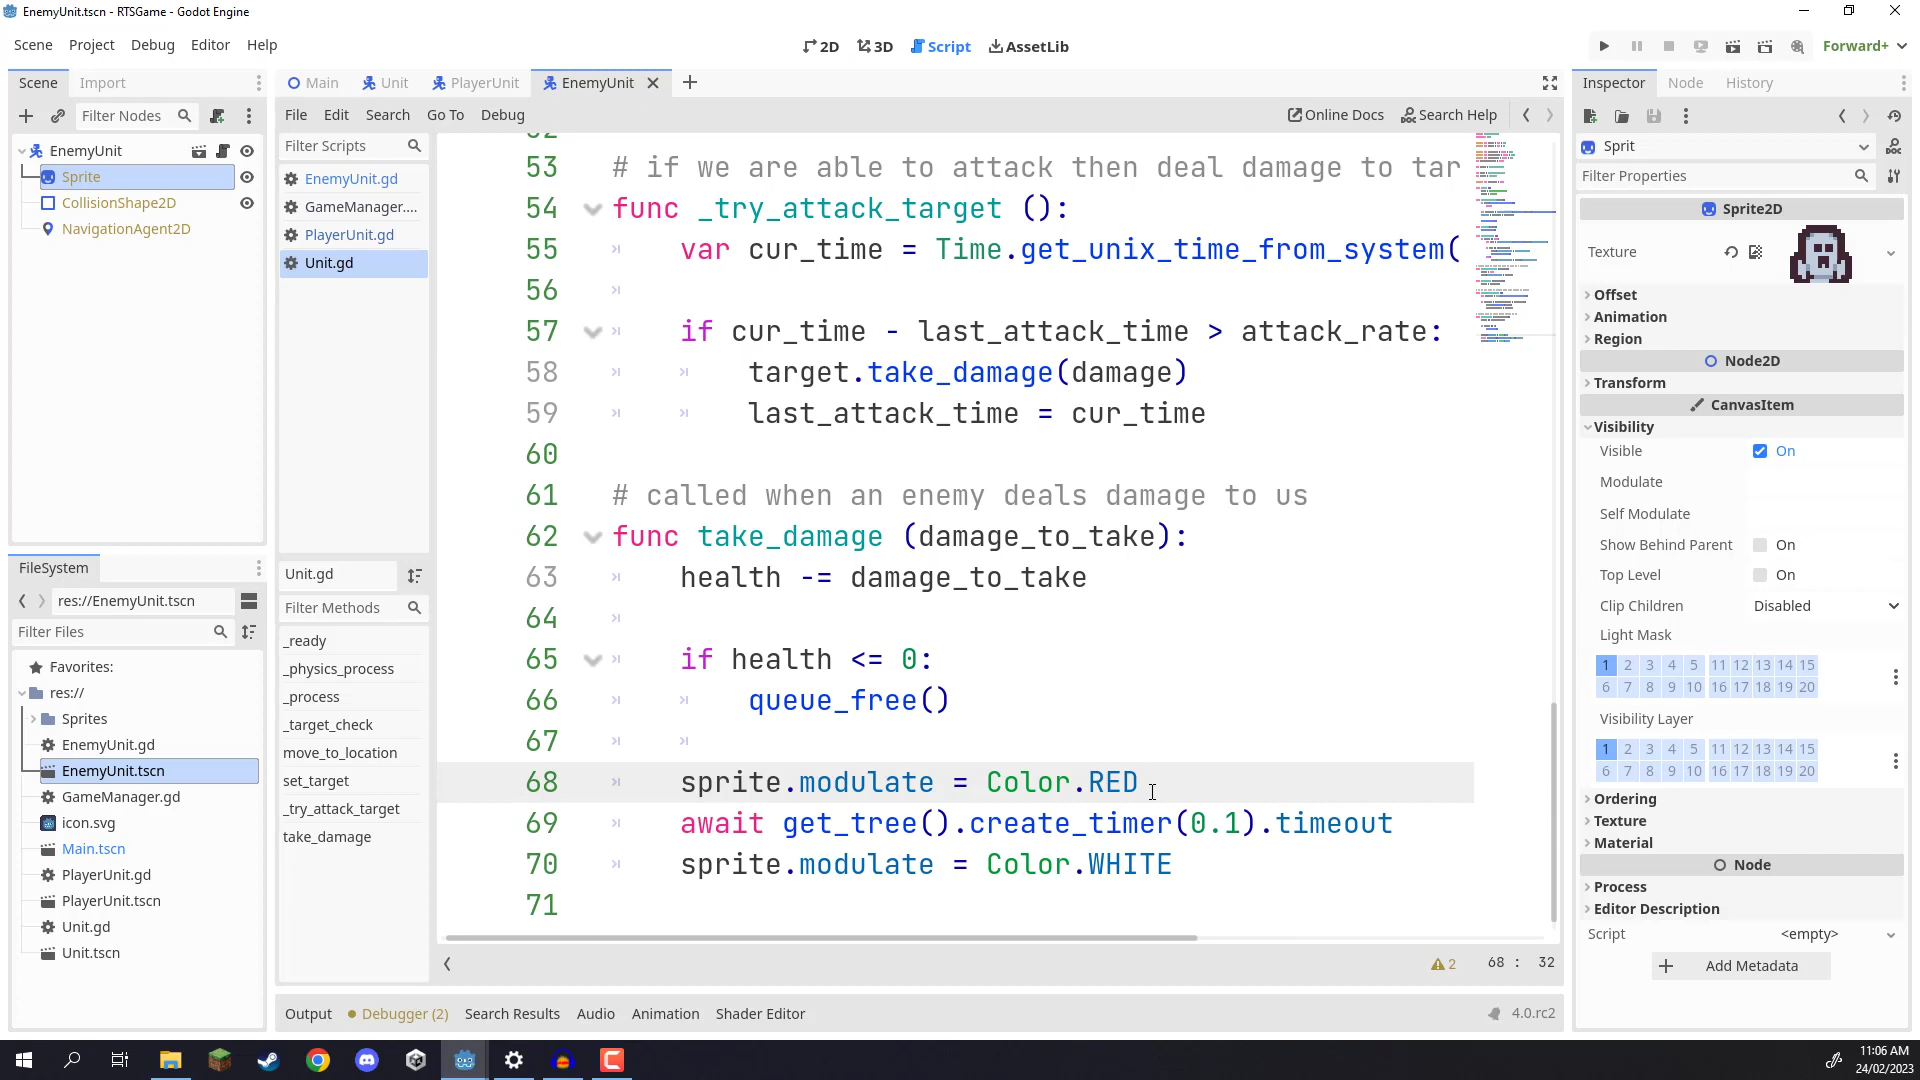 EnemyUnit.tscn - RTSGame - Godot Engine
Scene Project Debug Editor Help
2D 3D Script AssetLib
Forward+
Scene Import
Main Unit PlayerUnit EnemyUnit
Inspector Node History
Filter Nodes
File Edit Search Go To Debug
Online Docs Search Help
EnemyUnit
Sprite
CollisionShape2D
NavigationAgent2D
Filter Scripts
EnemyUnit.gd
GameManager....
PlayerUnit.gd
Unit.gd
Unit.gd
Filter Methods
_ready
_physics_process
_process
_target_check
move_to_location
set_target
_try_attack_target
take_damage
53 # if we are able to attack then deal damage to tar
54 func _try_attack_target ():
55 var cur_time = Time.get_unix_time_from_system(
56
57 if cur_time - last_attack_time > attack_rate:
58 target.take_damage(damage)
59 last_attack_time = cur_time
60
61 # called when an enemy deals damage to us
62 func take_damage (damage_to_take):
63 health -= damage_to_take
64
65 if health <= 0:
66 queue_free()
67
68 sprite.modulate = Color.RED
69 await get_tree().create_timer(0.1).timeout
70 sprite.modulate = Color.WHITE
71
2 68 : 32
Output Debugger (2) Search Results Audio Animation Shader Editor
4.0.rc2
FileSystem
res://EnemyUnit.tscn
Filter Files
Favorites:
res://
Sprites
EnemyUnit.gd
EnemyUnit.tscn
GameManager.gd
icon.svg
Main.tscn
PlayerUnit.gd
PlayerUnit.tscn
Unit.gd
Unit.tscn
Sprit
Filter Properties
Sprite2D
Texture
Offset
Animation
Region
Node2D
Transform
CanvasItem
Visibility
Visible On
Modulate
Self Modulate
Show Behind Parent On
Top Level On
Clip Children Disabled
Light Mask
1 2 3 4 5 11 12 13 14 15
6 7 8 9 10 16 17 18 19 20
Visibility Layer
1 2 3 4 5 11 12 13 14 15
6 7 8 9 10 16 17 18 19 20
Ordering
Texture
Material
Node
Process
Editor Description
Script <empty>
Add Metadata
11:06 AM
24/02/2023